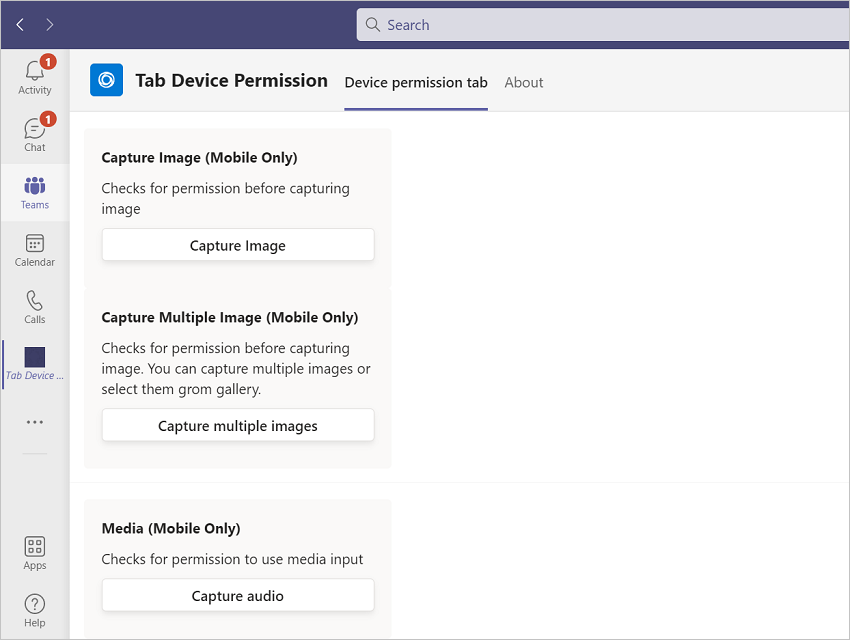 Search
1
Activity
1
Chat
Teams
Calendar
Calls
Tab Device ...
Apps
Help
Tab Device Permission
Device permission tab
About
Capture Image (Mobile Only)
Checks for permission before capturing
image
Capture Image
Capture Multiple Image (Mobile Only)
Checks for permission before capturing
image. You can capture multiple images or
select them grom gallery.
Capture multiple images
Media (Mobile Only)
Checks for permission to use media input
Capture audio